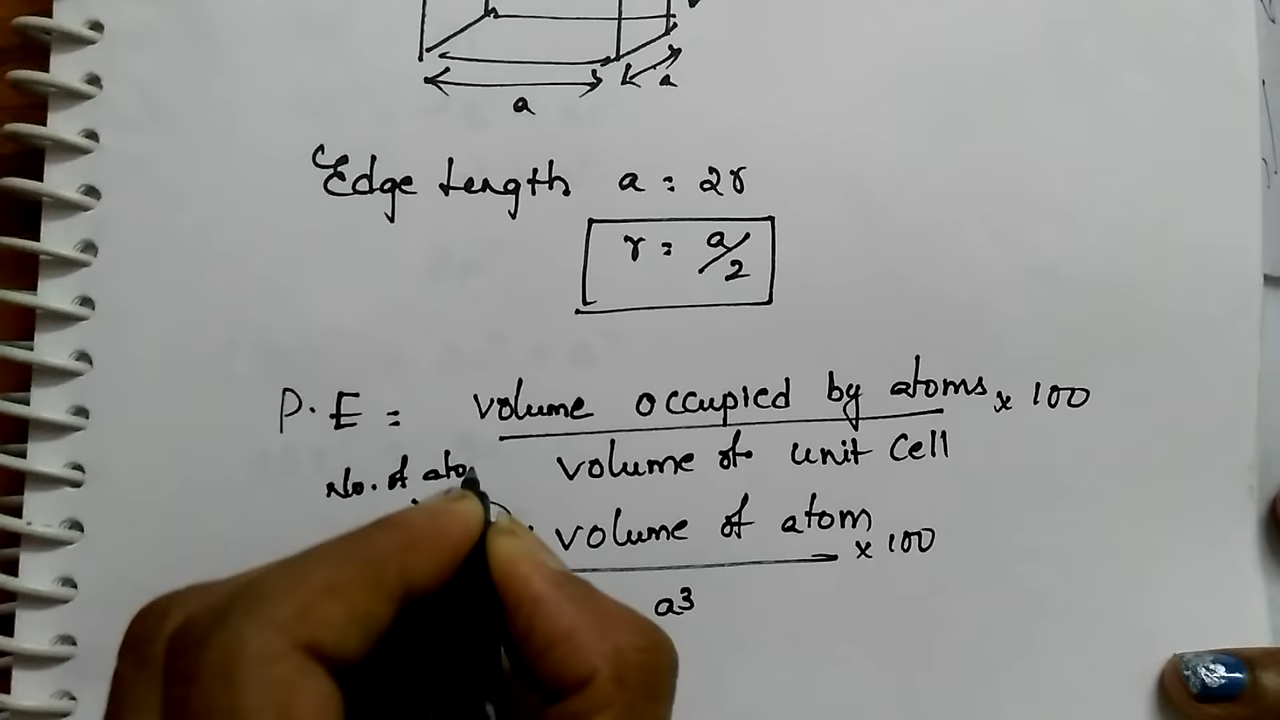 a
a
Edge Length a = 2r
r = a/2
P.E = volume occupied by atoms x 100
volume of unit cell
No. of ato
volume of atom x 100
a³